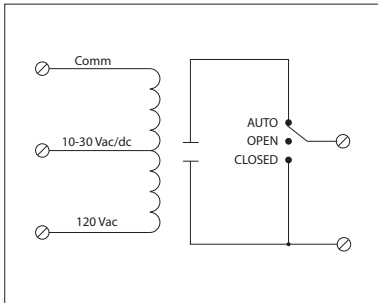 Comm
10-30 Vac/dc
120 Vac
AUTO
OPEN
CLOSED